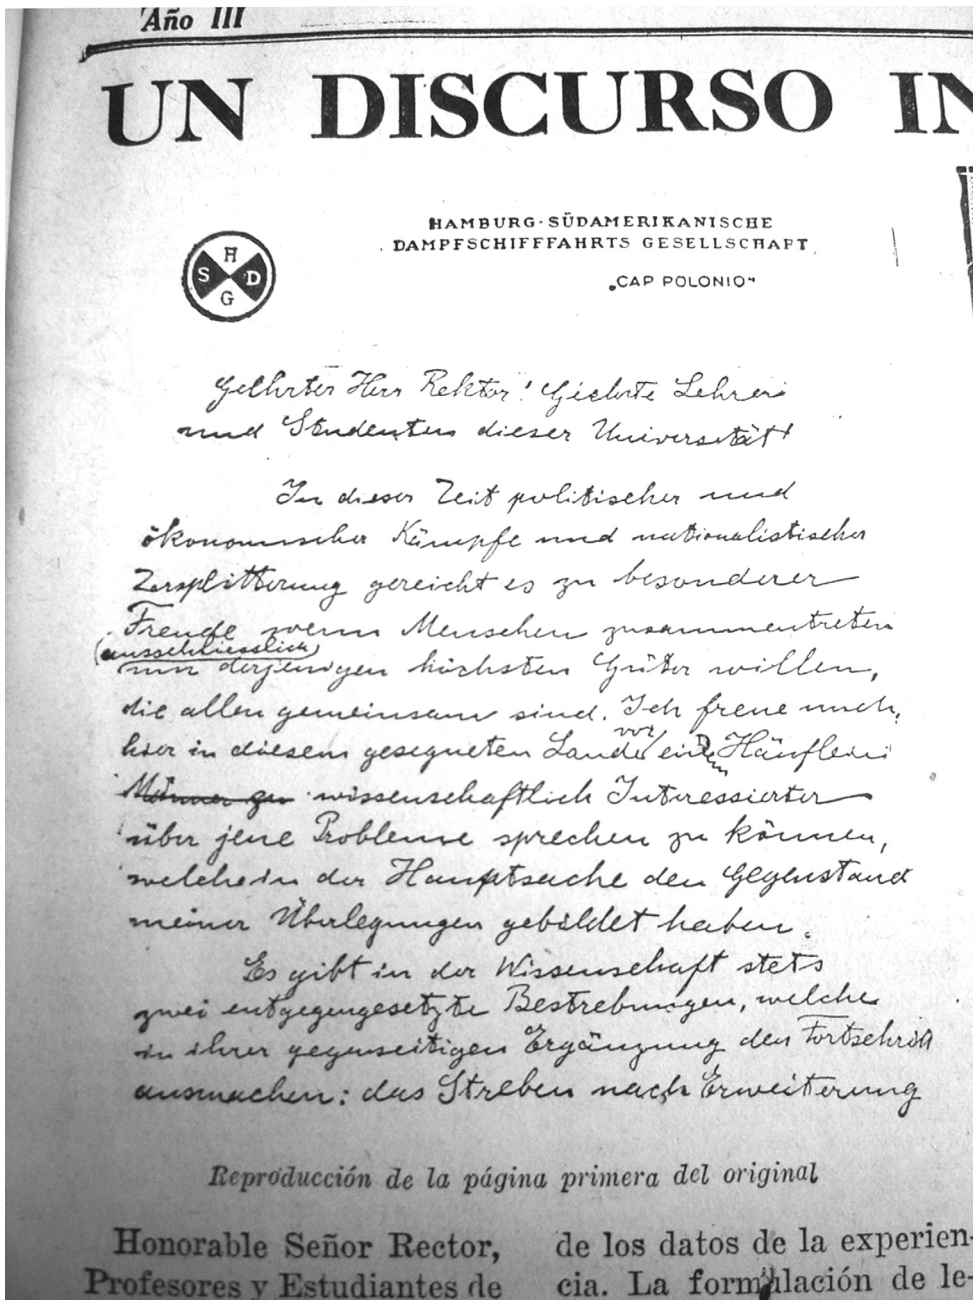 Año III
UN DISCURSO IN
HAMBURG·SÜDAMERIKANISCHE
DAMPFSCHIFFFAHRTS GESELLSCHAFT
„CAP POLONIO"
H
S D
G
Geehrter Herr Rektor! Geehrte Lehrer
und Studenten dieser Universität!
In dieser Zeit politischer und
ökonomischer Kämpfe und nationalistischer
Zersplitterung gereicht es zu besonderer
Freude wenn Menschen zusammentreten
(ausschliesslich)
um derjenigen höchsten Güter willen,
die allen gemeinsam sind. Ich freue mich,
vor
hier in diesem gesegneten Lande einem Häuflein
Männer zu wissenschaftlich Interessierter
über jene Probleme sprechen zu können,
welche in der Hauptsache den Gegenstand
meiner Überlegungen gebildet haben.
Es gibt in der Wissenschaft stets
zwei entgegengesetzte Bestrebungen, welche
in ihrer gegenseitigen Ergänzung den Fortschritt
ausmachen: das Streben nach Erweiterung
Reproducción de la página primera del original
Honorable Señor Rector,
Profesores y Estudiantes de
de los datos de la experien-
cia. La formulación de le-